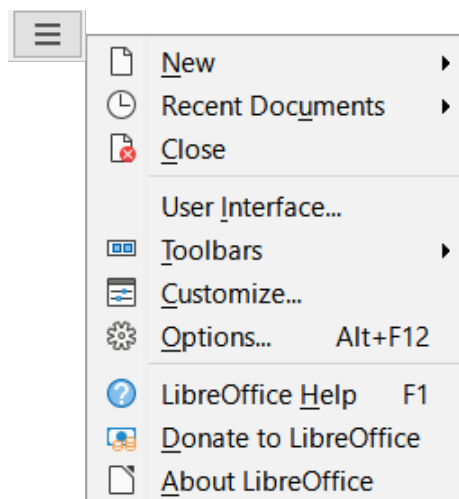 New
Recent Documents
Close
User Interface...
Toolbars
Customize...
Options... Alt+F12
LibreOffice Help F1
Donate to LibreOffice
About LibreOffice